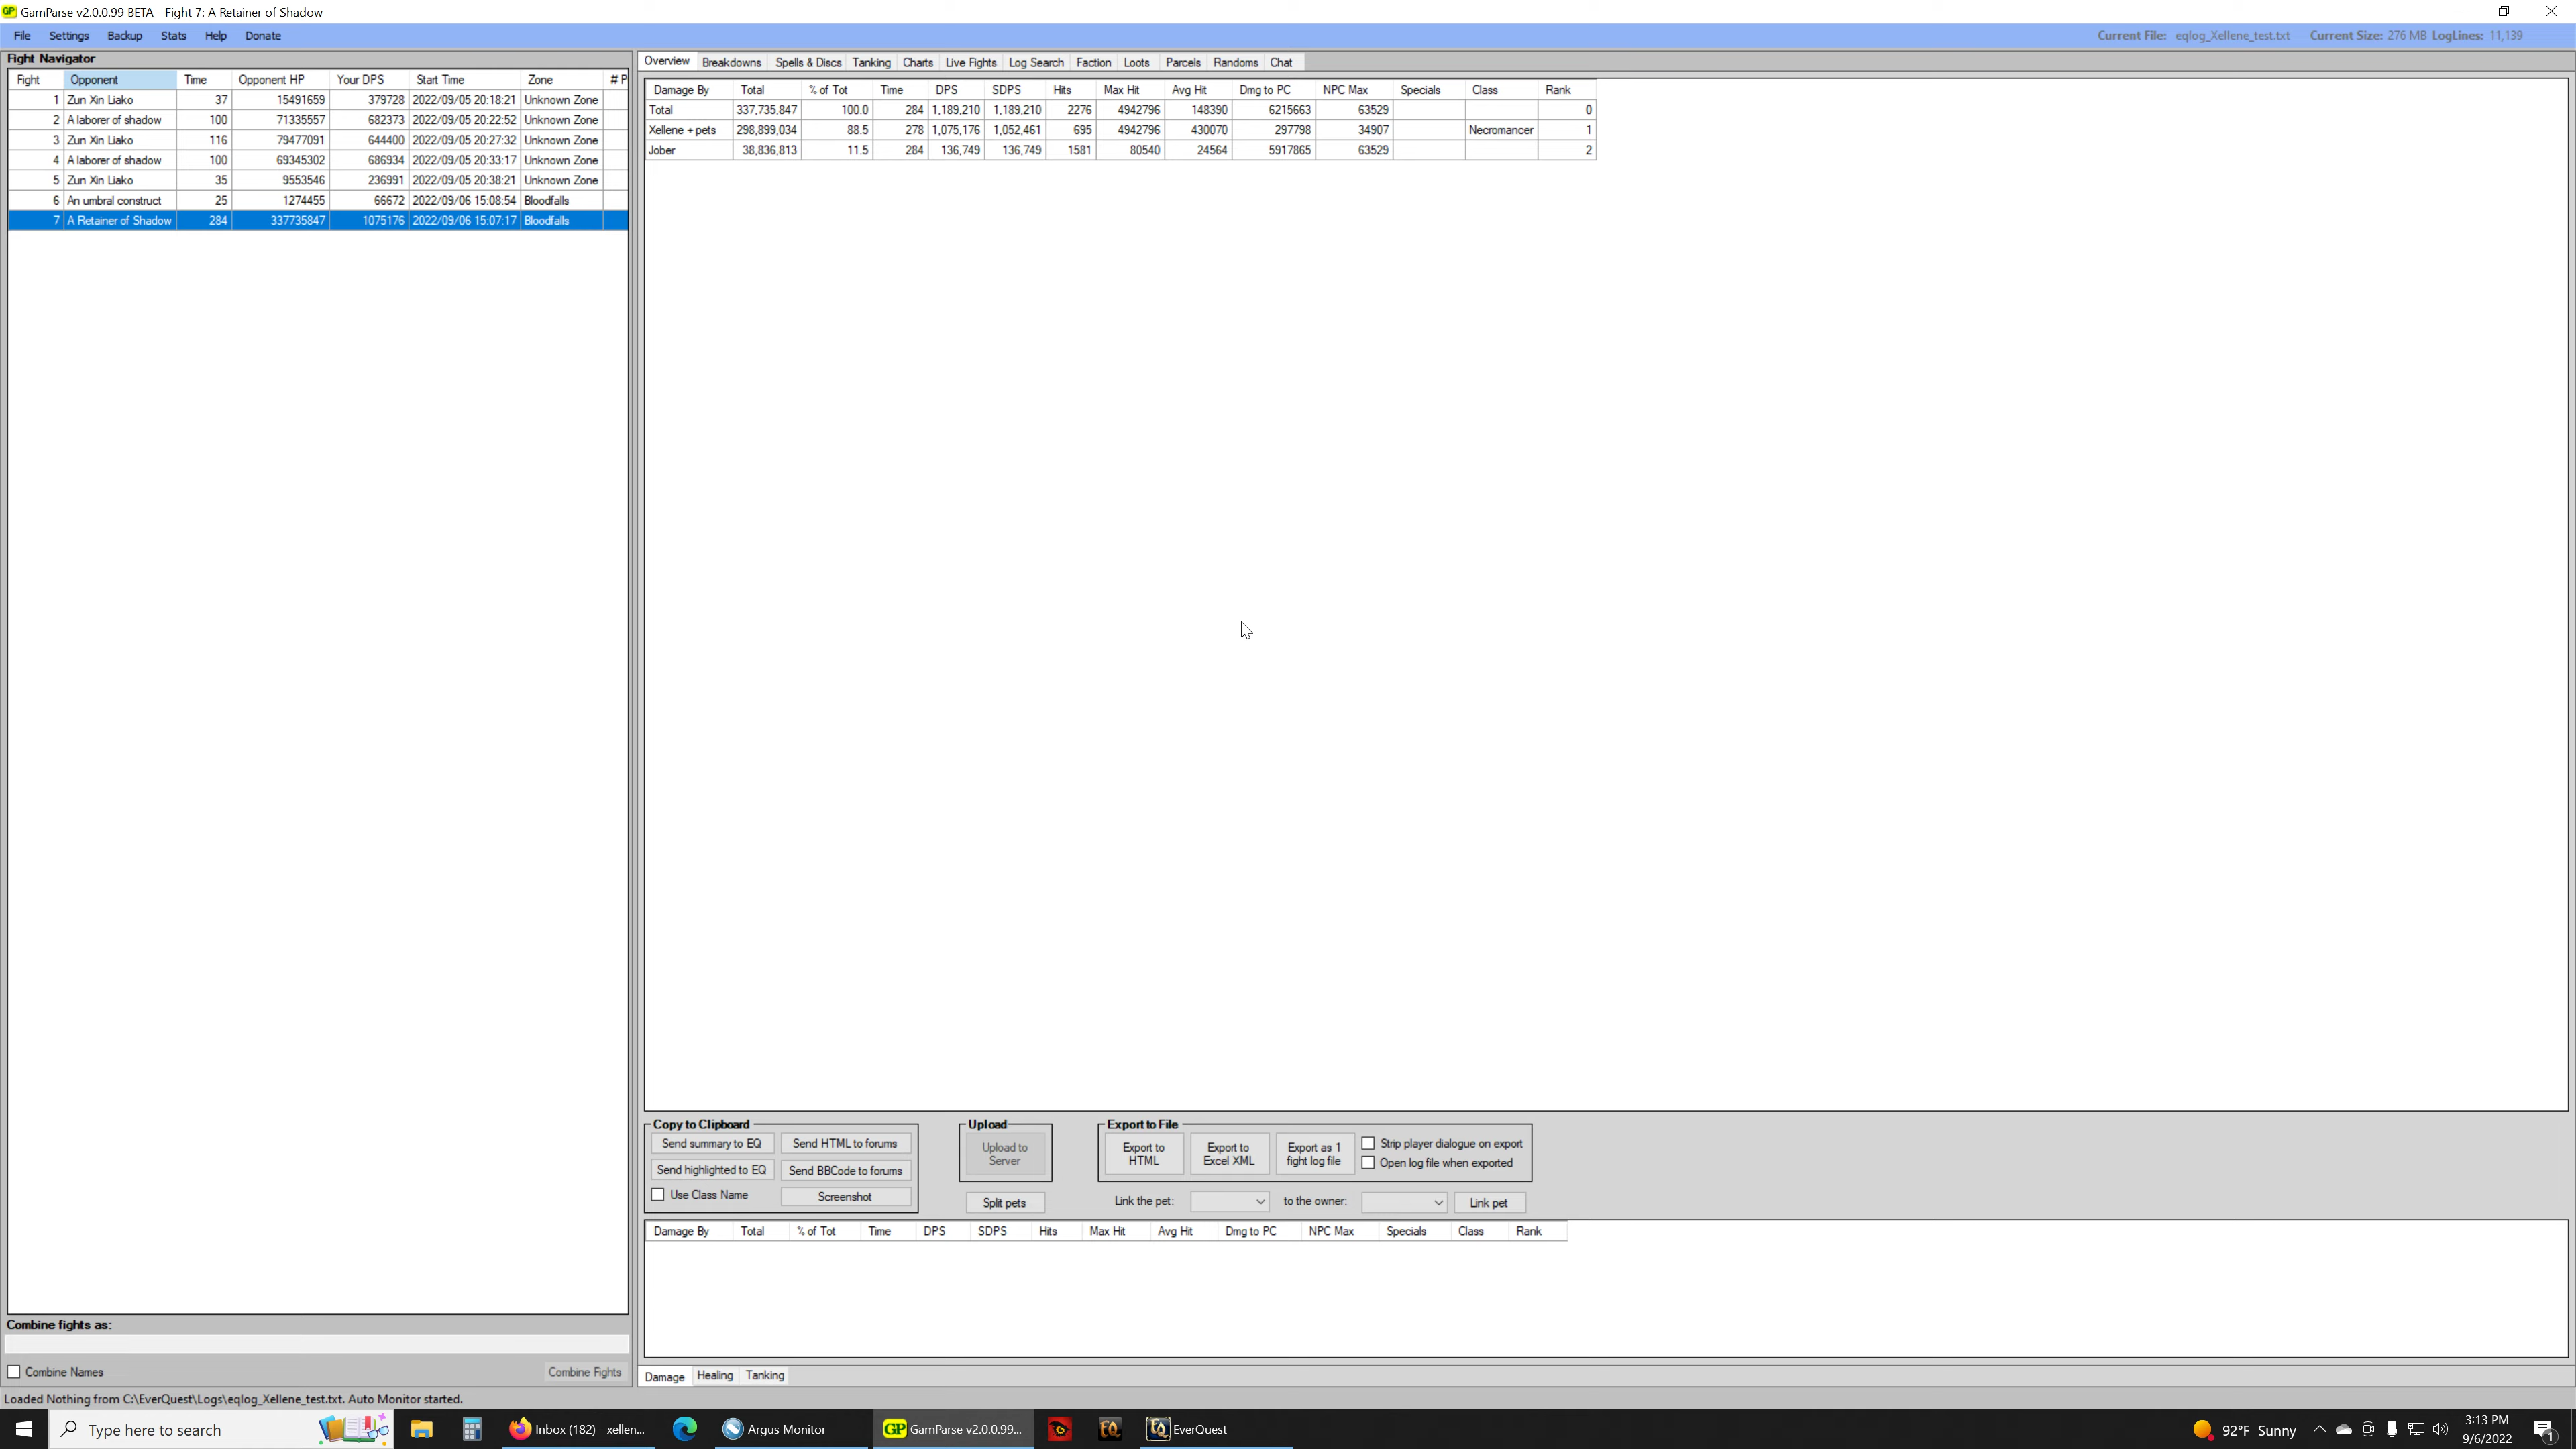 GP GamParse v2.0.0.99 BETA - Fight 7: A Retainer of Shadow
File Settings Backup Stats Help Donate Current File: eqlog_Xellene_test.txt Current Size: 276 MB LogLines: 11,139
Fight Navigator
Fight Opponent Time Opponent HP Your DPS Start Time Zone # P
1 Zun Xin Liako 37 15491659 379728 2022/09/05 20:18:21 Unknown Zone
2 A laborer of shadow 100 71335557 682373 2022/09/05 20:22:52 Unknown Zone
3 Zun Xin Liako 116 79477091 644400 2022/09/05 20:27:32 Unknown Zone
4 A laborer of shadow 100 69345302 686934 2022/09/05 20:33:17 Unknown Zone
5 Zun Xin Liako 35 9553546 236991 2022/09/05 20:38:21 Unknown Zone
6 An umbral construct 25 1274455 66672 2022/09/06 15:08:54 Bloodfalls
7 A Retainer of Shadow 284 337735847 1075176 2022/09/06 15:07:17 Bloodfalls
Combine fights as:
Combine Names Combine Fights
Overview Breakdowns Spells & Discs Tanking Charts Live Fights Log Search Faction Loots Parcels Randoms Chat
Damage By Total % of Tot Time DPS SDPS Hits Max Hit Avg Hit Dmg to PC NPC Max Specials Class Rank
Total 337,735,847 100.0 284 1,189,210 1,189,210 2276 4942796 148390 6215663 63529 0
Xellene + pets 298,899,034 88.5 278 1,075,176 1,052,461 695 4942796 430070 297798 34907 Necromancer 1
Jober 38,836,813 11.5 284 136,749 136,749 1581 80540 24564 5917865 63529 2
Copy to Clipboard
Send summary to EQ Send HTML to forums
Send highlighted to EQ Send BBCode to forums
Use Class Name Screenshot
Upload
Upload to
Server
Split pets
Export to File
Export to
HTML
Export to
Excel XML
Export as 1
fight log file
Strip player dialogue on export
Open log file when exported
Link the pet: to the owner: Link pet
Damage By Total % of Tot Time DPS SDPS Hits Max Hit Avg Hit Dmg to PC NPC Max Specials Class Rank
Damage Healing Tanking
Loaded Nothing from C:\EverQuest\Logs\eqlog_Xellene_test.txt. Auto Monitor started.
Type here to search
Inbox (182) - xellen...
Argus Monitor
GP GamParse v2.0.0.99...
EQ
EQ EverQuest
92°F Sunny
3:13 PM
9/6/2022
1